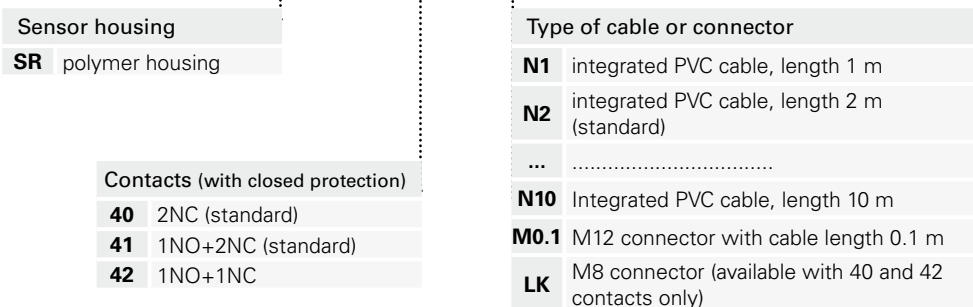 Sensor housing
SR polymer housing
Contacts (with closed protection)
40 2NC (standard)
41 1NO+2NC (standard)
42 1NO+1NC
Type of cable or connector
N1 integrated PVC cable, length 1 m
N2 integrated PVC cable, length 2 m
(standard)
... .................................
N10 Integrated PVC cable, length 10 m
M0.1 M12 connector with cable length 0.1 m
LK M8 connector (available with 40 and 42
contacts only)